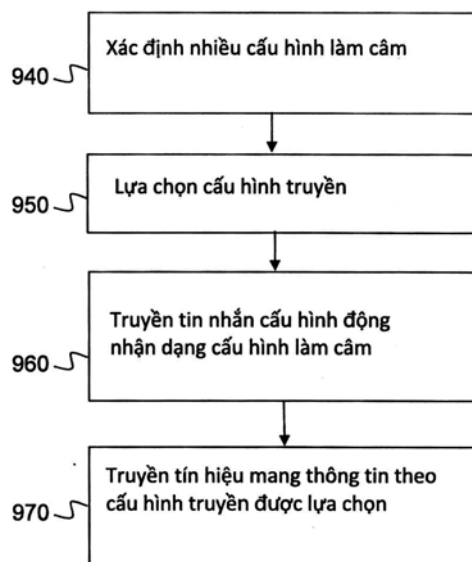 940
Xác định nhiều cấu hình làm câm
950
Lựa chọn cấu hình truyền
960
Truyền tin nhắn cấu hình động
nhận dạng cấu hình làm câm
970
Truyền tín hiệu mang thông tin theo
cấu hình truyền được lựa chọn